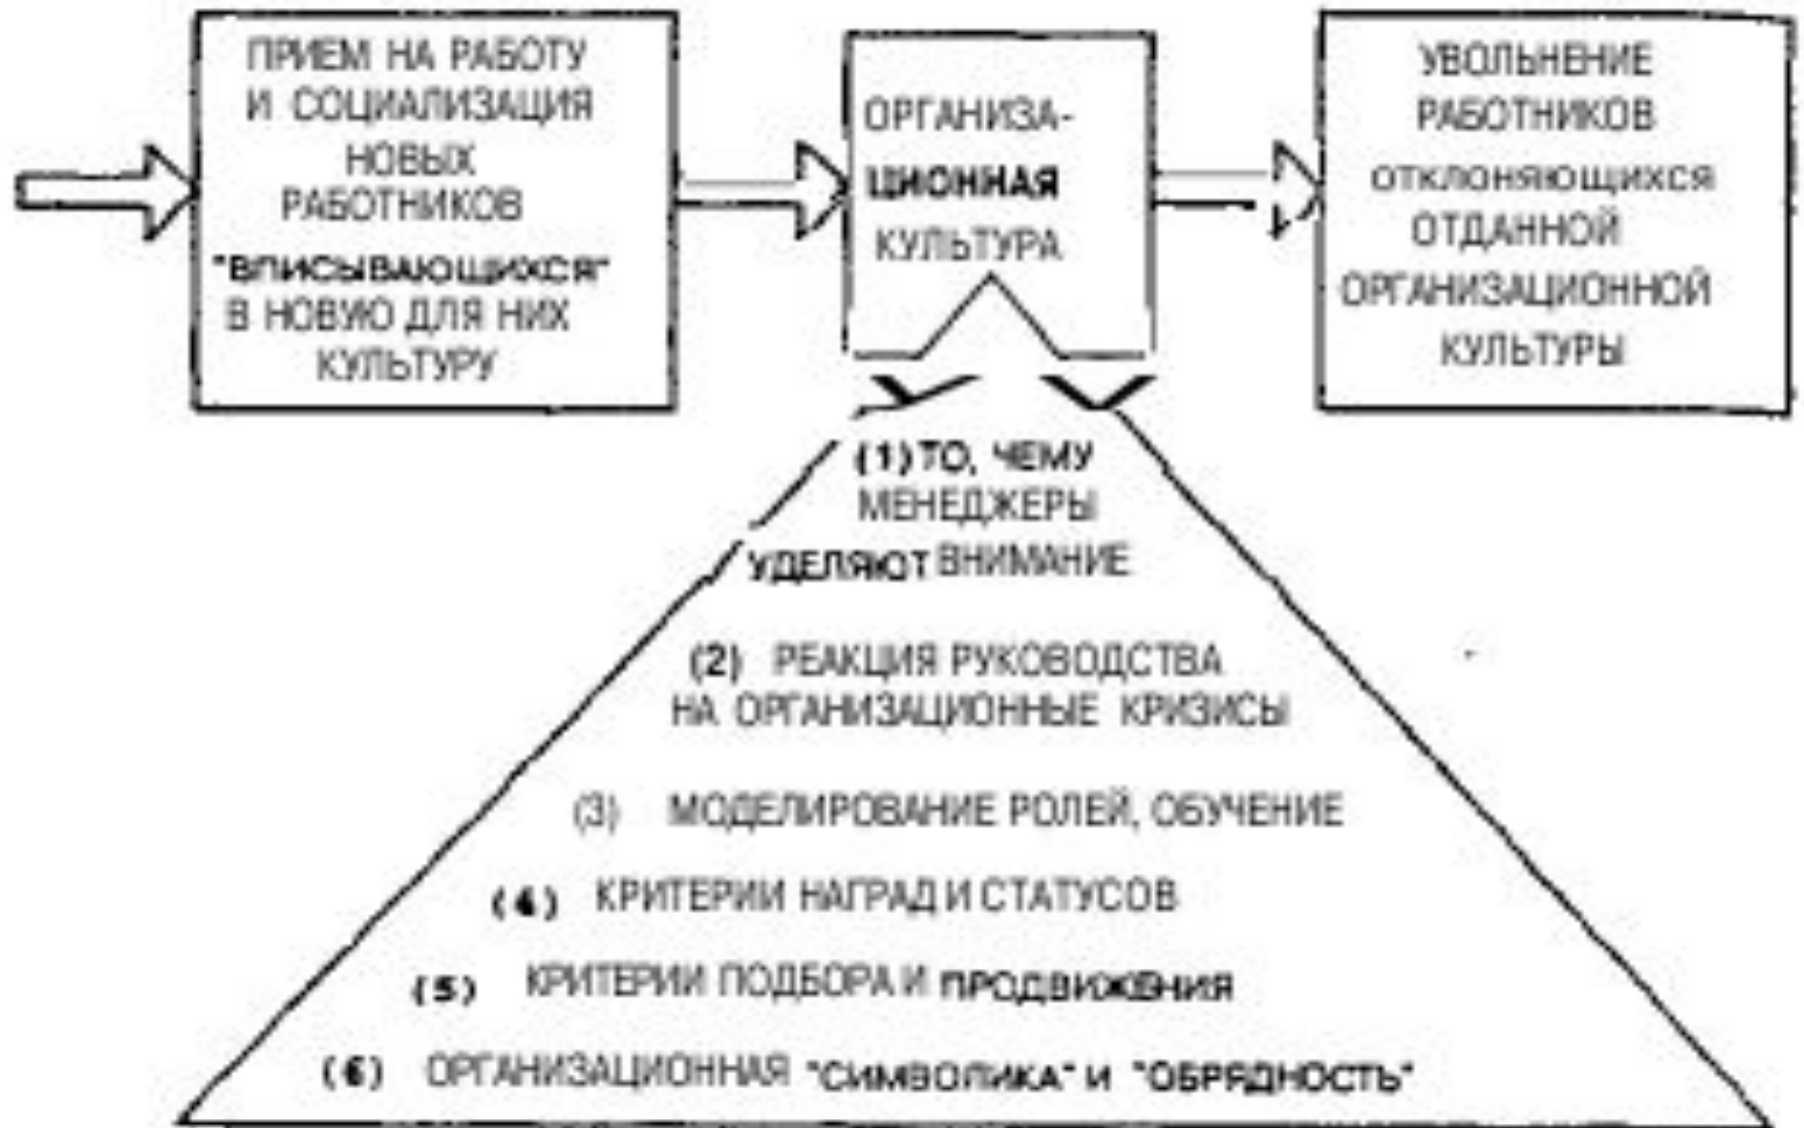 ПРИЕМ НА РАБОТУ
И СОЦИАЛИЗАЦИЯ
НОВЫХ
РАБОТНИКОВ
"ВПИСЫВАЮЩИХСЯ"
В НОВУЮ ДЛЯ НИХ
КУЛЬТУРУ
ОРГАНИЗА-
ЦИОННАЯ
КУЛЬТУРА
УВОЛЬНЕНИЕ
РАБОТНИКОВ
ОТКЛОНЯЮЩИХСЯ
ОТДАННОЙ
ОРГАНИЗАЦИОННОЙ
КУЛЬТУРЫ
(1) ТО, ЧЕМУ
МЕНЕДЖЕРЫ
УДЕЛЯЮТ ВНИМАНИЕ
(2) РЕАКЦИЯ РУКОВОДСТВА
НА ОРГАНИЗАЦИОННЫЕ КРИЗИСЫ
(3) МОДЕЛИРОВАНИЕ РОЛЕЙ, ОБУЧЕНИЕ
(4) КРИТЕРИИ НАГРАД И СТАТУСОВ
(5) КРИТЕРИИ ПОДБОРА И ПРОДВИЖЕНИЯ
(6) ОРГАНИЗАЦИОННАЯ "СИМВОЛИКА" И "ОБРЯДНОСТЬ"